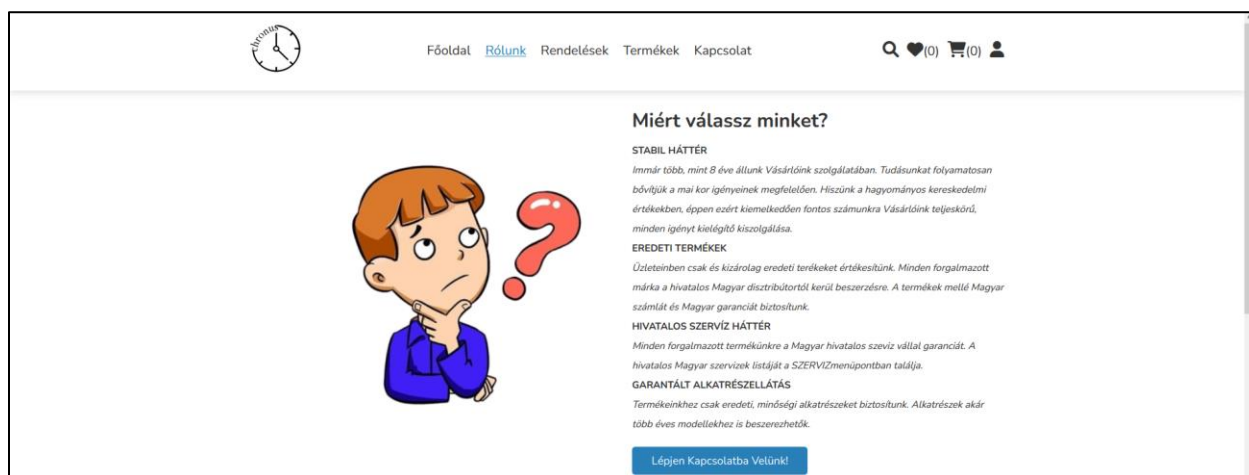 chronus
Főoldal Rólunk Rendelések Termékek Kapcsolat (0) (0)
Miért válassz minket?
STABIL HÁTTÉR
Immár több, mint 8 éve állunk Vásárlóink szolgálatában. Tudásunkat folyamatosan
bővítjük a mai kor igényeinek megfelelően. Hiszünk a hagyományos kereskedelmi
értékekben, éppen ezért kiemelkedően fontos számunkra Vásárlóink teljeskörű,
minden igényt kielégítő kiszolgálása.
EREDETI TERMÉKEK
Üzleteinben csak és kizárolag eredeti terékeket értékesítünk. Minden forgalmazott
márka a hivatalos Magyar disztribútortól kerül beszerzésre. A termékek mellé Magyar
számlát és Magyar garanciát biztosítunk.
HIVATALOS SZERVÍZ HÁTTÉR
Minden forgalmazott termékünkre a Magyar hivatalos szeviz vállal garanciát. A
hivatalos Magyar szervizek listáját a SZERVIZmenüpontban találja.
GARANTÁLT ALKATRÉSZELLÁTÁS
Termékeinkhez csak eredeti, minőségi alkatrészeket biztosítunk. Alkatrészek akár
több éves modellekhez is beszerezhetők.
Lépjen Kapcsolatba Velünk!